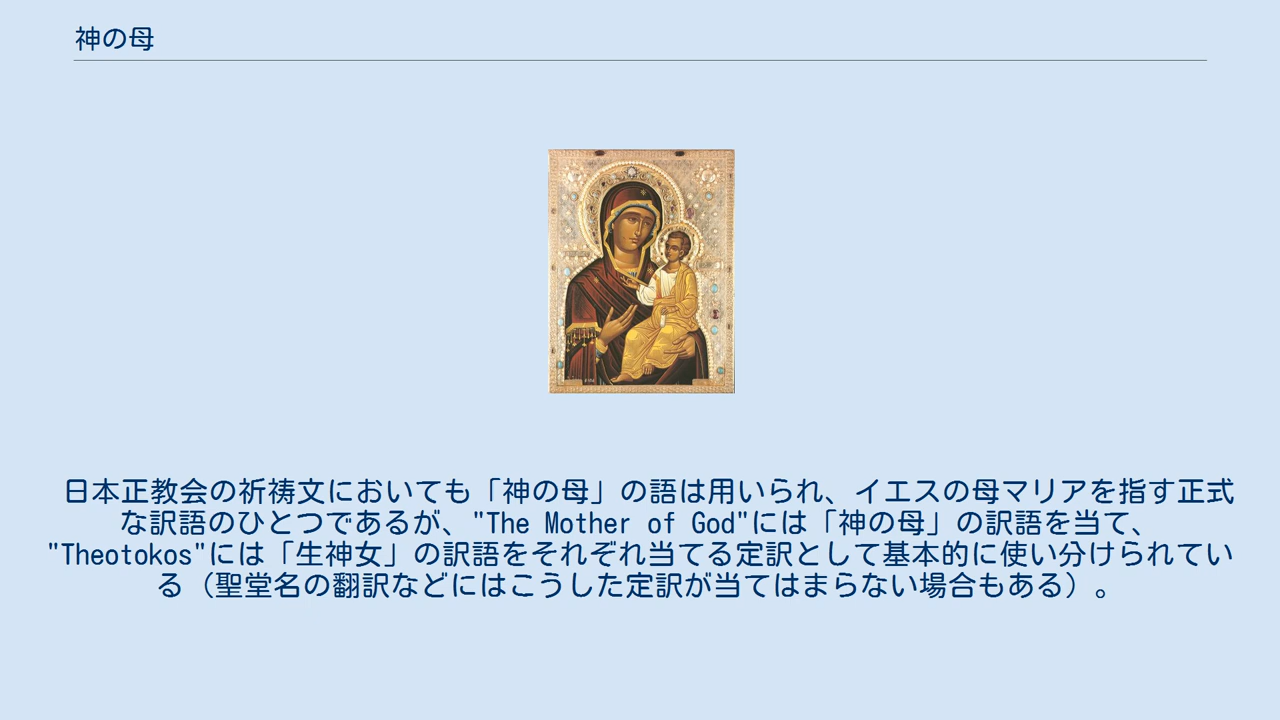 神の母
日本正教会の祈祷文においても「神の母」の語は用いられ、イエスの母マリアを指す正式
な訳語のひとつであるが、"The Mother of God"には「神の母」の訳語を当て、
"Theotokos"には「生神女」の訳語をそれぞれ当てる定訳として基本的に使い分けられてい
る（聖堂名の翻訳などにはこうした定訳が当てはまらない場合もある）。